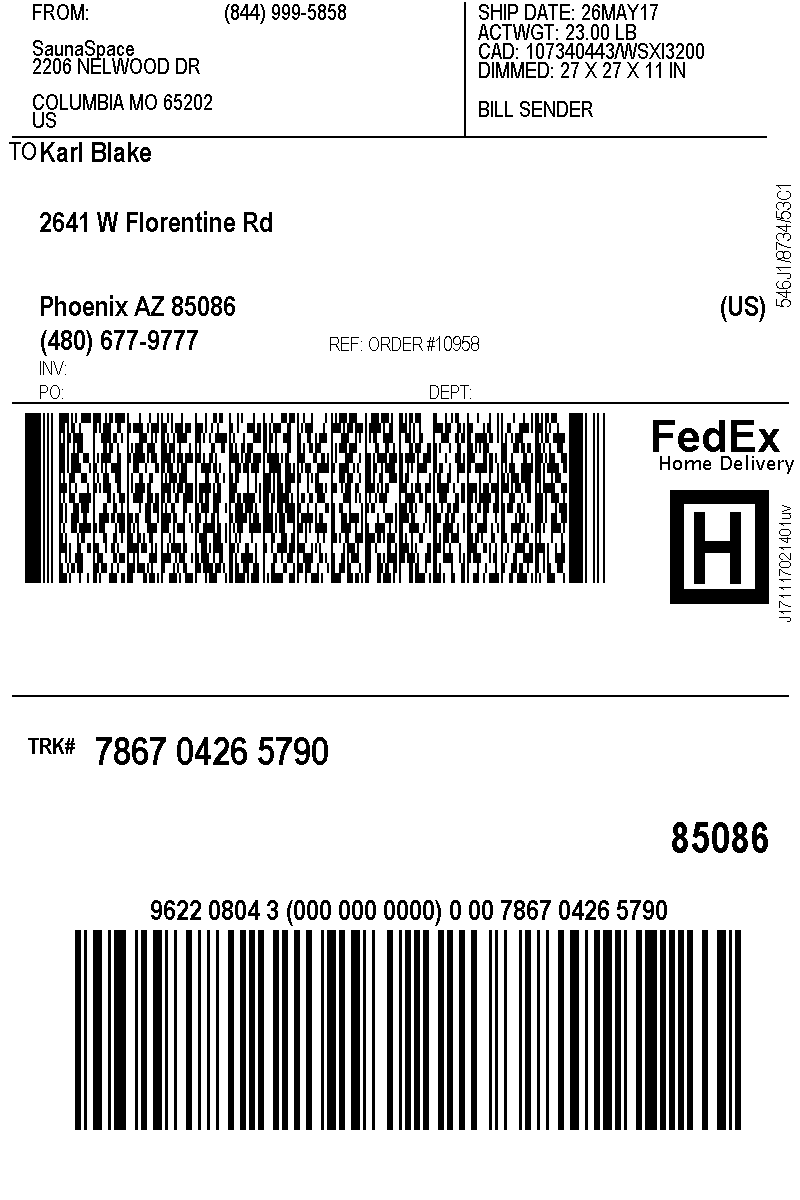 FROM: (844) 999-5858
SaunaSpace
2206 NELWOOD DR
COLUMBIA MO 65202
US
SHIP DATE: 26MAY17
ACTWGT: 23.00 LB
CAD: 107340443/WSXI3200
DIMMED: 27 X 27 X 11 IN
BILL SENDER
TO Karl Blake
2641 W Florentine Rd
Phoenix AZ 85086 (US)
(480) 677-9777 REF: ORDER #10958
INV:
PO: DEPT:
546J1/8734/53C1
FedEx
Home Delivery
H
J171117021401uv
TRK# 7867 0426 5790
85086
9622 0804 3 (000 000 0000) 0 00 7867 0426 5790